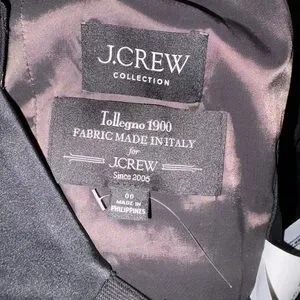 J.CREW
COLLECTION
Tollegno 1900
FABRIC MADE IN ITALY
for
J.CREW
Since 2005
00
MADE IN
PHILIPPINES